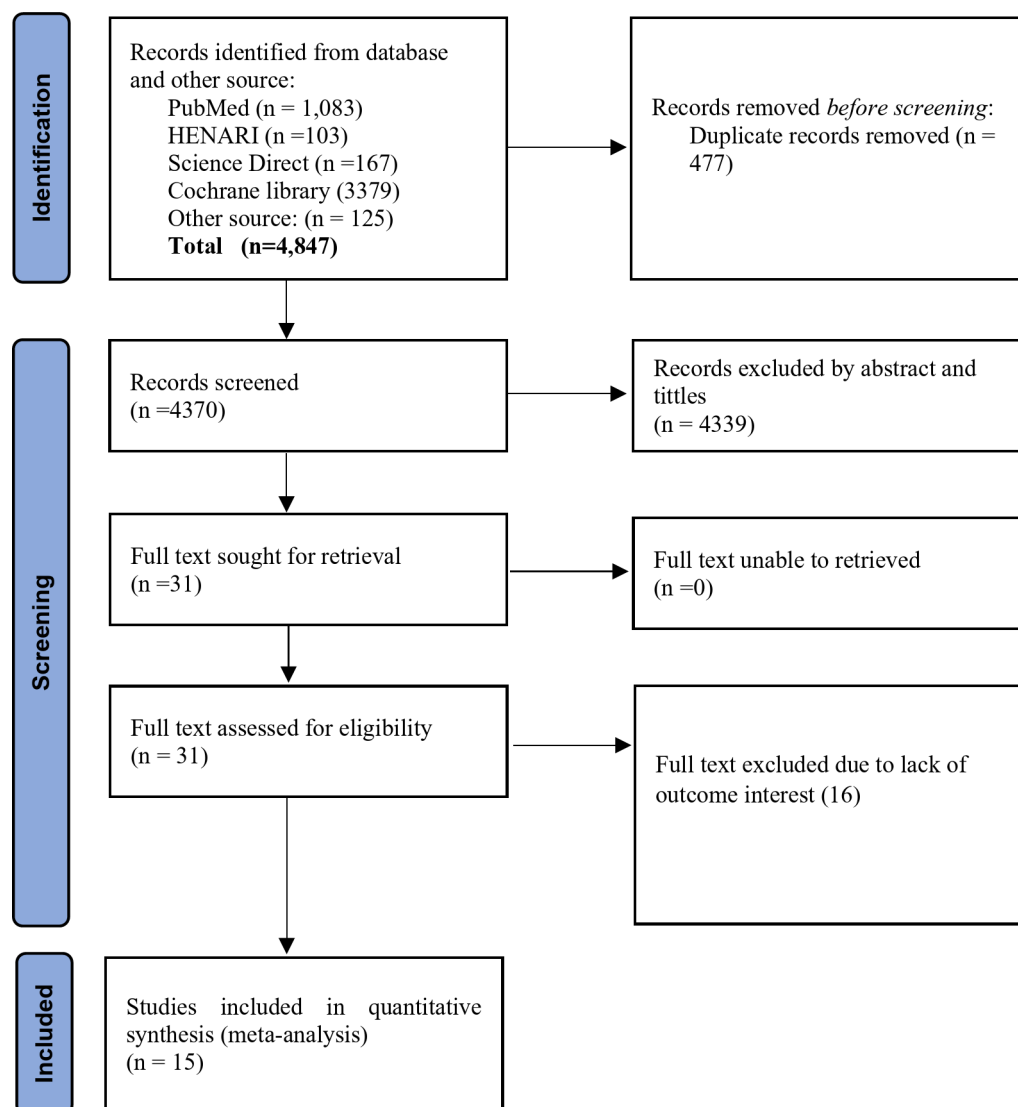 Identification
Records identified from database
and other source:
PubMed (n = 1,083)
HENARI (n =103)
Science Direct (n =167)
Cochrane library (3379)
Other source: (n = 125)
Total (n=4,847)
Records removed before screening:
Duplicate records removed (n =
477)
Screening
Records screened
(n =4370)
Records excluded by abstract and
tittles
(n = 4339)
Full text sought for retrieval
(n =31)
Full text unable to retrieved
(n =0)
Full text assessed for eligibility
(n = 31)
Full text excluded due to lack of
outcome interest (16)
Included
Studies included in quantitative
synthesis (meta-analysis)
(n = 15)